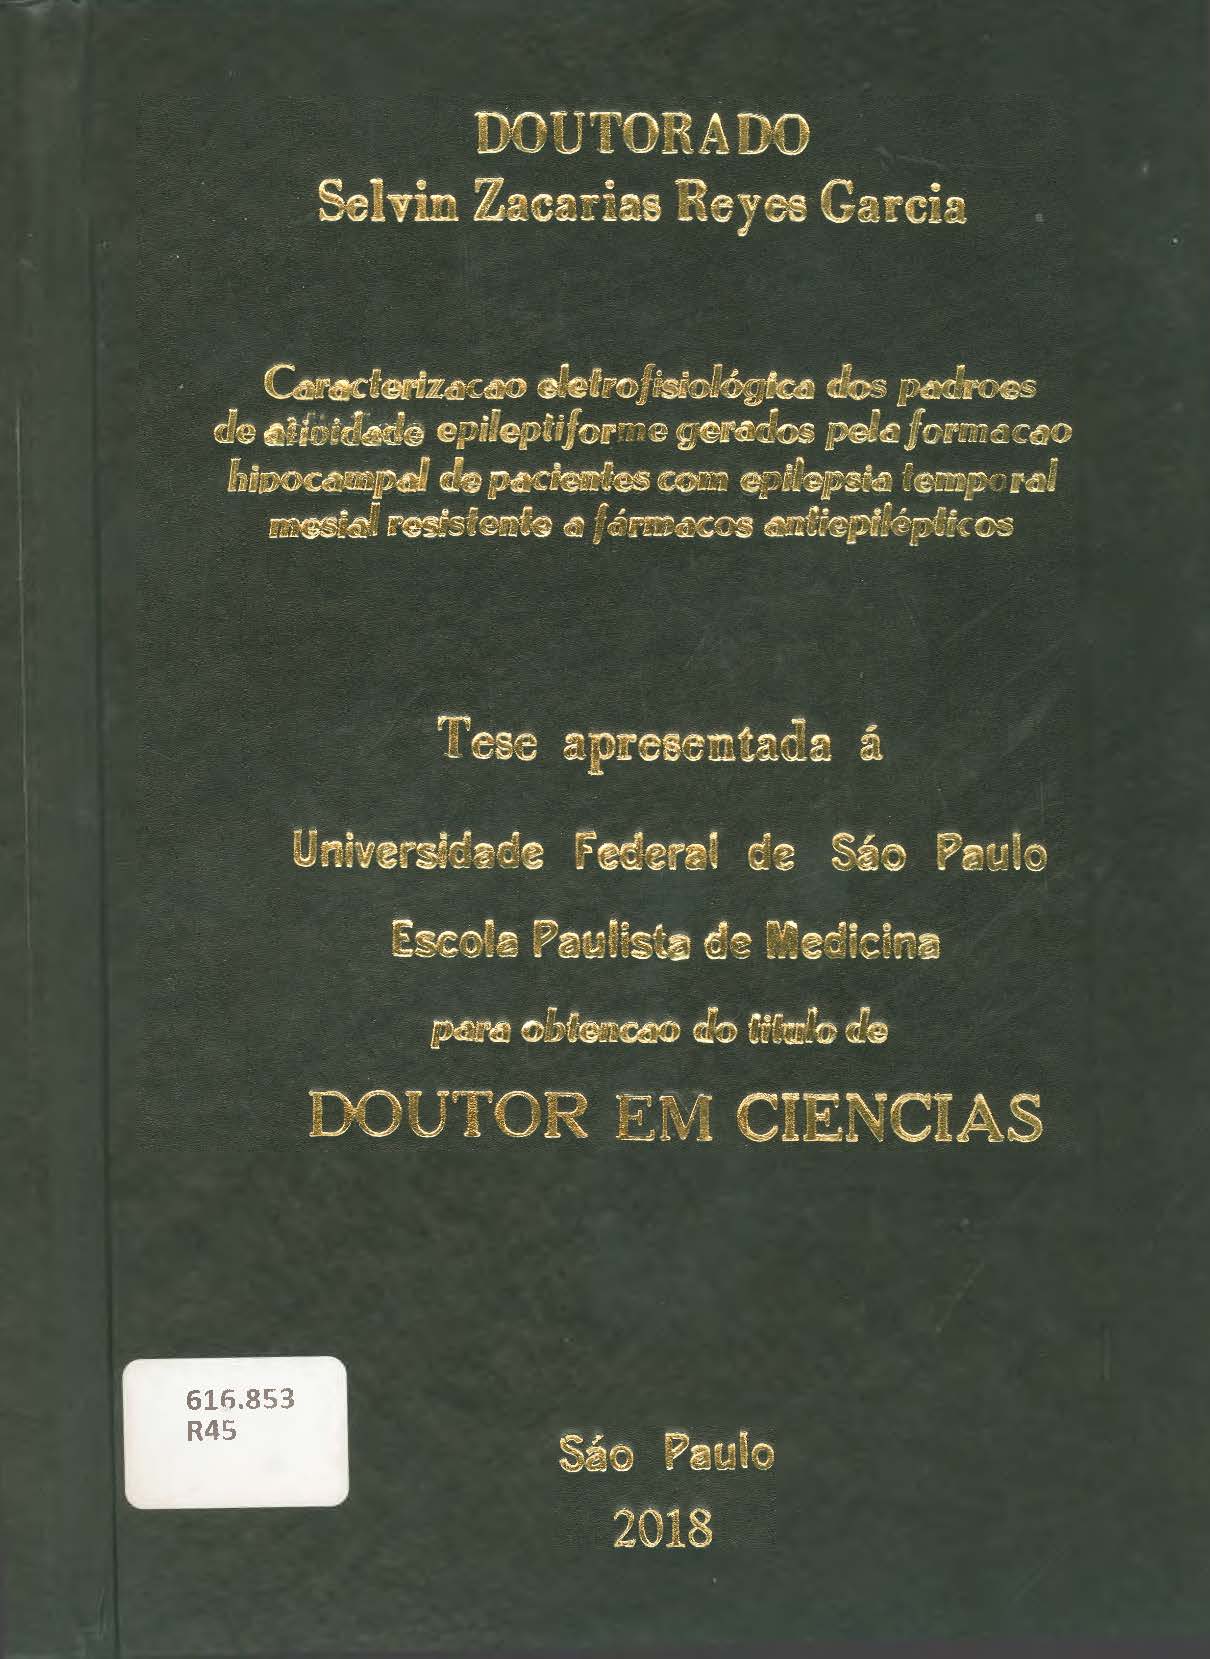 DOUTORADO
Selvin Zacarias Reyes Garcia
Caracterizacao eletrofisiológica dos padroes
de atividade epileptiforme gerados pela formacao
hipocampal de pacientes com epilepsia temporal
mesial resistente a fármacos antiepilépticos
Tese apresentada á
Universidade Federal de Sáo Paulo
Escola Paulista de Medicina
para obtencao do titulo de
DOUTOR EM CIENCIAS
616.853
R45
Sáo Paulo
2018